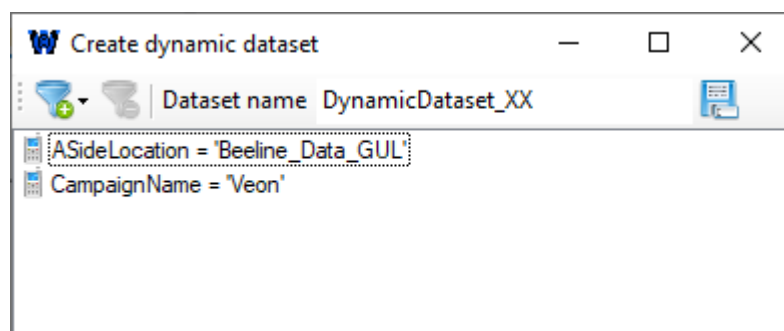 Create dynamic dataset
Dataset name DynamicDataset_XX
ASideLocation = 'Beeline_Data_GUL'
CampaignName = 'Veon'